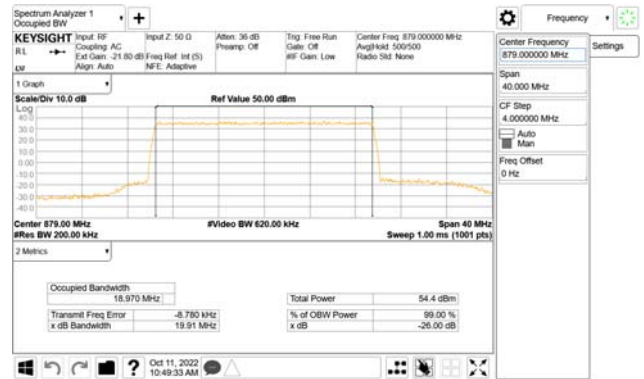 Spectrum Analyzer 1
Occupied BW
Frequency
KEYSIGHT
Input: RF
Input Z: 50 Ω
Atten: 36 dB
Trig: Free Run
Center Freq: 879.000000 MHz
RL
Coupling: AC
Preamp: Off
Gate: Off
Avg|Hold: 500/500
Ext Gain: -21.80 dB
Freq Ref: Int (S)
#IF Gain: Low
Radio Std: None
Align: Auto
NFE: Adaptive
Center Frequency
879.000000 MHz
Settings
Span
40.000 MHz
CF Step
4.000000 MHz
Auto
Man
Freq Offset
0 Hz
1 Graph
Scale/Div 10.0 dB
Ref Value 50.00 dBm
Log
40.0
30.0
20.0
10.0
0.00
-10.0
-20.0
-30.0
-40.0
Center 879.00 MHz
#Video BW 620.00 kHz
Span 40 MHz
#Res BW 200.00 kHz
Sweep 1.00 ms (1001 pts)
2 Metrics
Occupied Bandwidth
18.970 MHz
Total Power
54.4 dBm
Transmit Freq Error
-8.780 kHz
% of OBW Power
99.00 %
x dB Bandwidth
19.91 MHz
x dB
-26.00 dB
?
Oct 11, 2022
10:49:33 AM